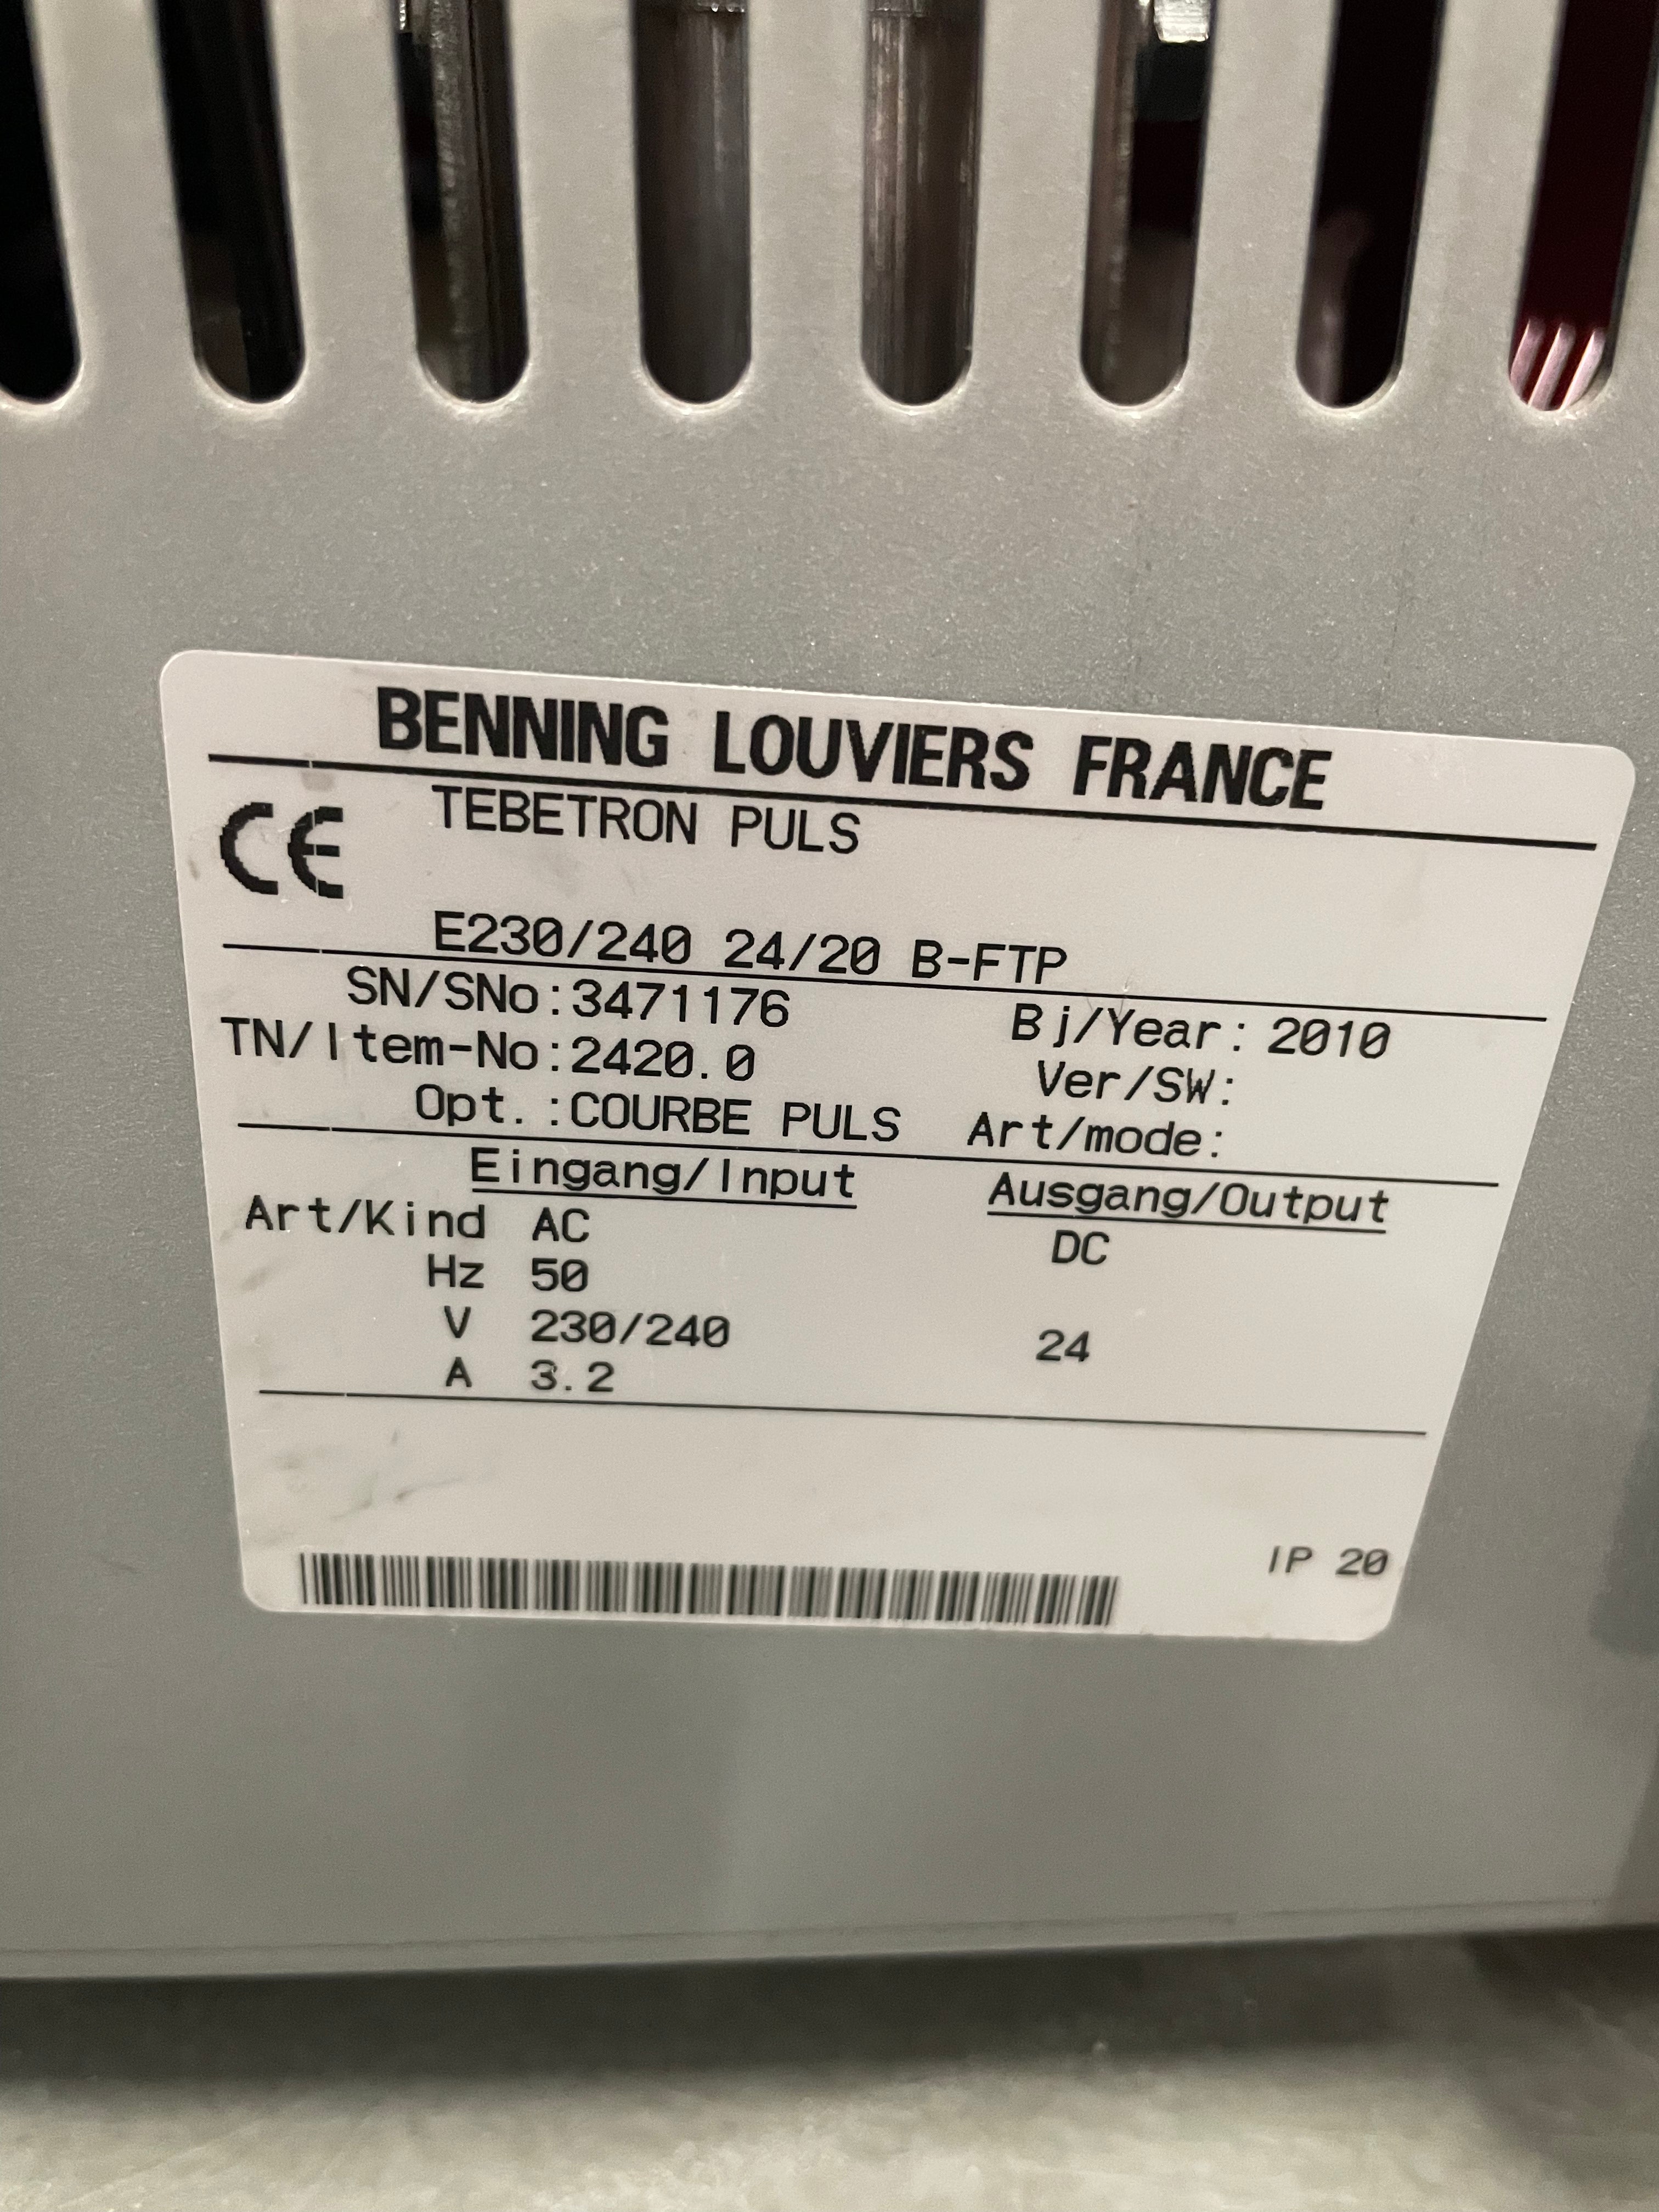 BENNING LOUVIERS FRANCE
CE TEBETRON PULS
E230/240 24/20 B-FTP
SN/SNo:3471176 Bj/Year: 2010
TN/Item-No:2420.0 Ver/SW:
Opt. :COURBE PULS Art/mode:
Eingang/Input Ausgang/Output
Art/Kind AC DC
Hz 50
V 230/240 24
A 3.2
IP 20